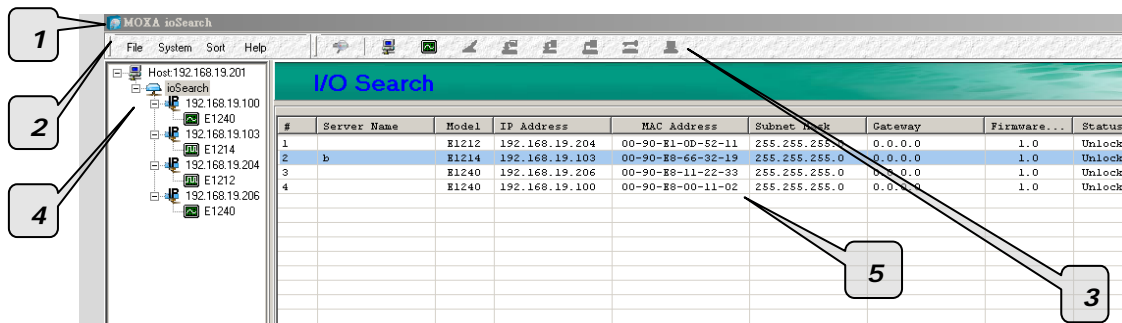 MOXA ioSearch
File System Sort Help
Host:192.168.19.201
ioSearch
192.168.19.100
E1240
192.168.19.103
E1214
192.168.19.204
E1212
192.168.19.206
E1240
I/O Search
# Server Name Model IP Address MAC Address Subnet Mask Gateway Firmware... Status
1 E1212 192.168.19.204 00-90-E1-0D-52-11 255.255.255.0 0.0.0.0 1.0 Unlock
2 b E1214 192.168.19.103 00-90-E8-66-32-19 255.255.255.0 0.0.0.0 1.0 Unlock
3 E1240 192.168.19.206 00-90-E8-11-22-33 255.255.255.0 0.0.0.0 1.0 Unlock
4 E1240 192.168.19.100 00-90-E8-00-11-02 255.255.255.0 0.0.0.0 1.0 Unlock
1
2
4
5
3